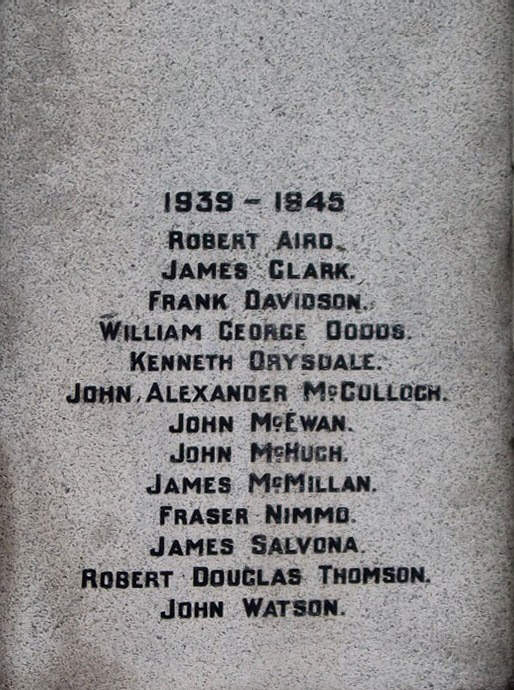 1939 - 1945
ROBERT AIRD.
JAMES CLARK.
FRANK DAVIDSON.
WILLIAM GEORGE DODDS.
KENNETH DRYSDALE.
JOHN ALEXANDER McCULLOCH.
JOHN McEWAN.
JOHN McHUGH.
JAMES McMILLAN.
FRASER NIMMO.
JAMES SALVONA.
ROBERT DOUGLAS THOMSON.
JOHN WATSON.